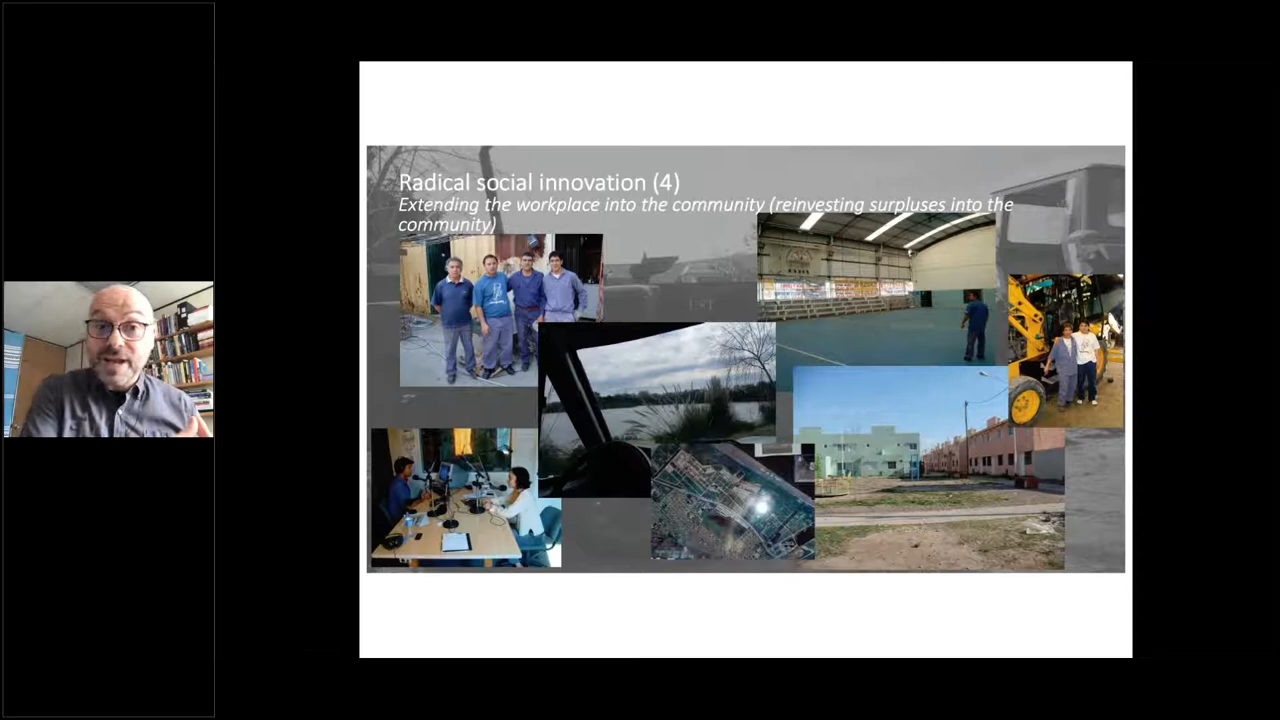 Radical social innovation (4)
Extending the workplace into the community (reinvesting surpluses into the
community)